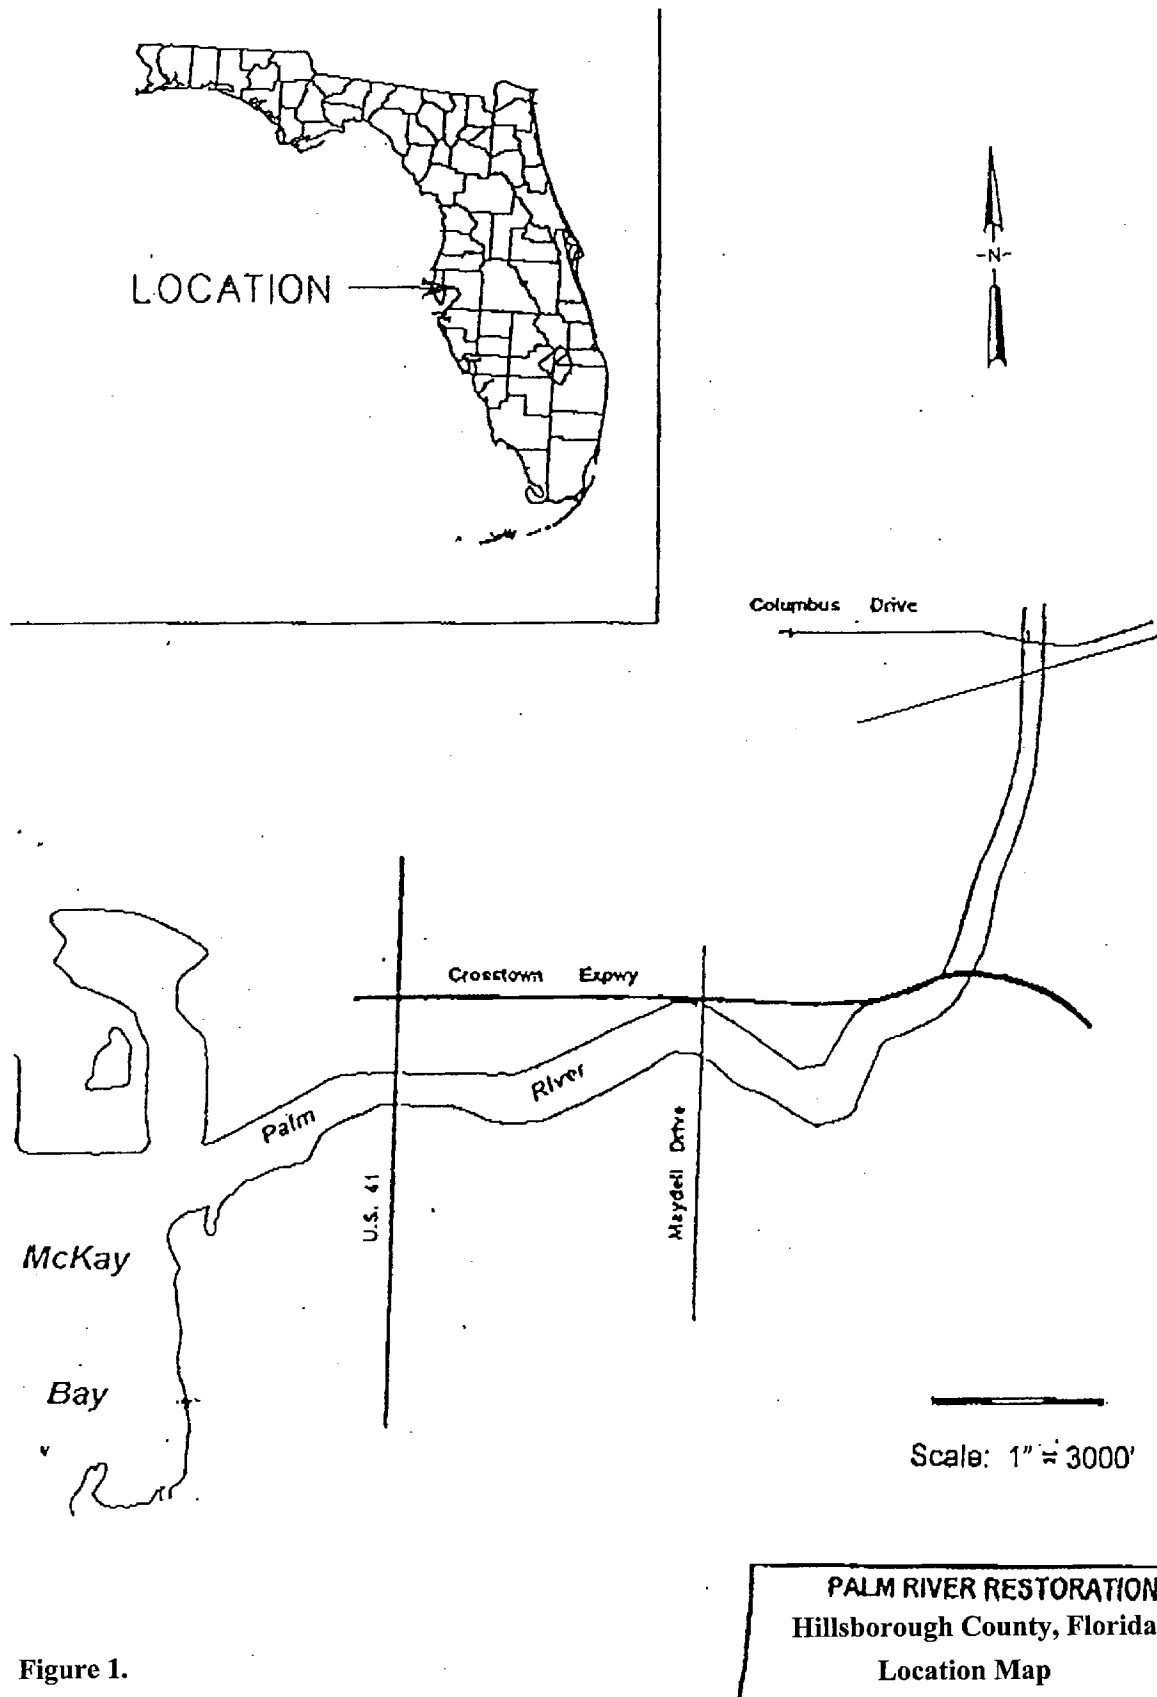 LOCATION
-N-
Columbus Drive
Crosstown Expwy
Palm River
U.S. 41
Maydell Drive
McKay
Bay
Scale: 1" = 3000'
PALM RIVER RESTORATION
Hillsborough County, Florida
Location Map
Figure 1.